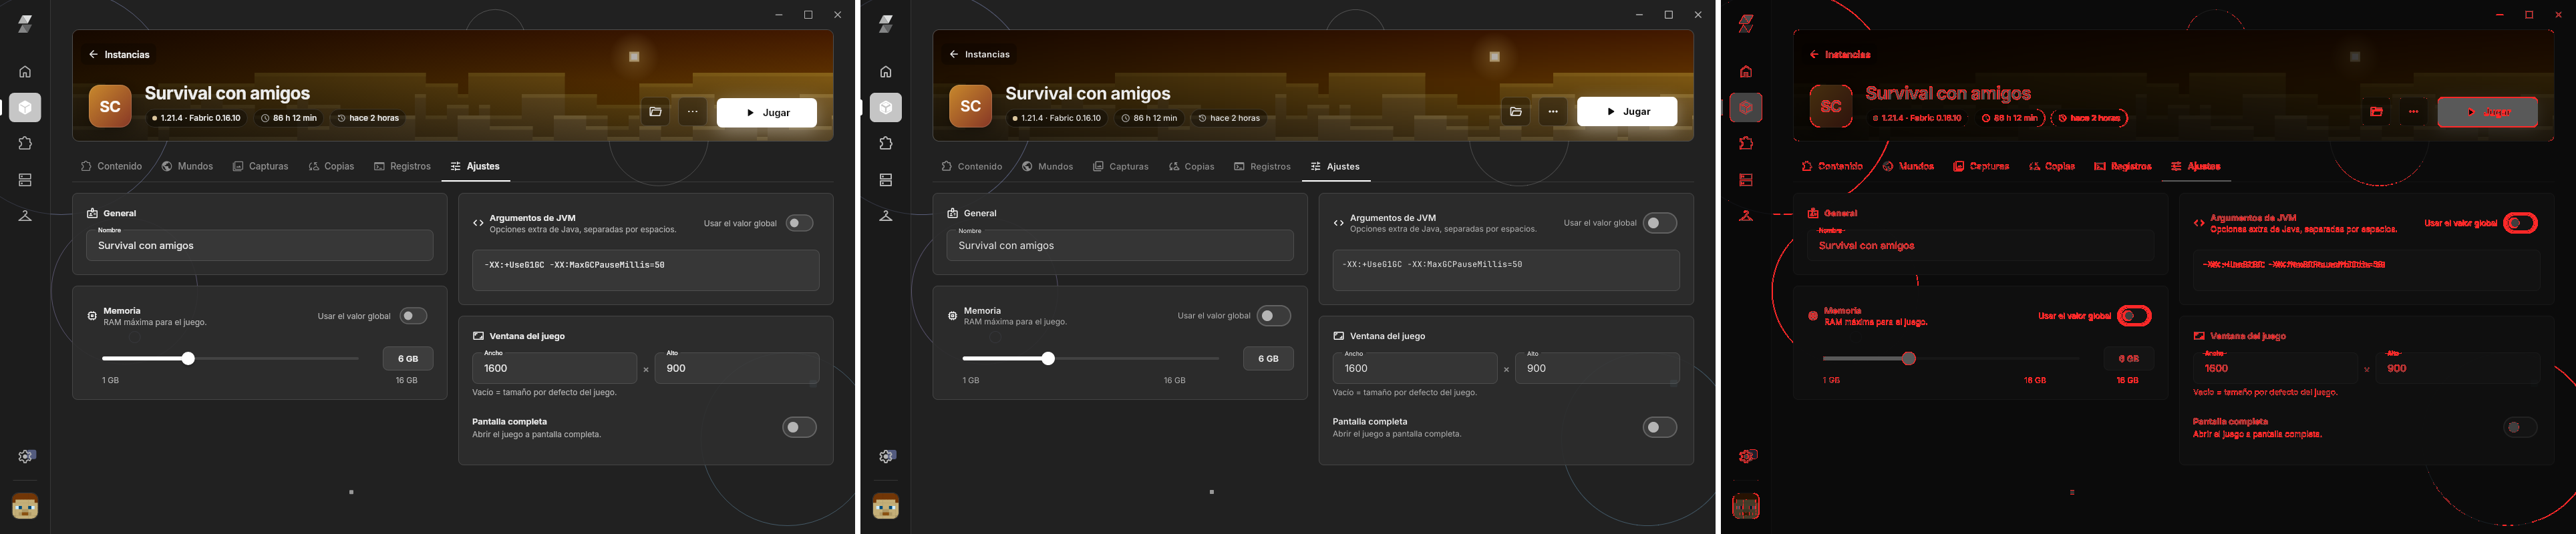 Instancias
SC
Survival con amigos
1.21.4 · Fabric 0.16.10
86 h 12 min
hace 2 horas
Jugar
Contenido
Mundos
Capturas
Copias
Registros
Ajustes
General
Nombre
Survival con amigos
Memoria
RAM máxima para el juego.
Usar el valor global
6 GB
1 GB
16 GB
Argumentos de JVM
Opciones extra de Java, separadas por espacios.
Usar el valor global
-XX:+UseG1GC -XX:MaxGCPauseMillis=50
Ventana del juego
Ancho
1600
×
Alto
900
Vacío = tamaño por defecto del juego.
Pantalla completa
Abrir el juego a pantalla completa.
Instancias
SC
Survival con amigos
1.21.4 · Fabric 0.16.10
86 h 12 min
hace 2 horas
Jugar
Contenido
Mundos
Capturas
Copias
Registros
Ajustes
General
Nombre
Survival con amigos
Memoria
RAM máxima para el juego.
Usar el valor global
6 GB
1 GB
16 GB
Argumentos de JVM
Opciones extra de Java, separadas por espacios.
Usar el valor global
-XX:+UseG1GC -XX:MaxGCPauseMillis=50
Ventana del juego
Ancho
1600
×
Alto
900
Vacío = tamaño por defecto del juego.
Pantalla completa
Abrir el juego a pantalla completa.
Instancias
SC
Survival con amigos
1.21.4 · Fabric 0.16.10
86 h 12 min
hace 2 horas
Jugar
Contenido
Mundos
Capturas
Copias
Registros
Ajustes
General
Nombre
Survival con amigos
Memoria
RAM máxima para el juego.
Usar el valor global
6 GB
1 GB
16 GB
16 GB
Argumentos de JVM
Opciones extra de Java, separadas por espacios.
Usar el valor global
Ventana del juego
Ancho
1600
×
Alto
900
Vacío = tamaño por defecto del juego.
Pantalla completa
Abrir el juego a pantalla completa.